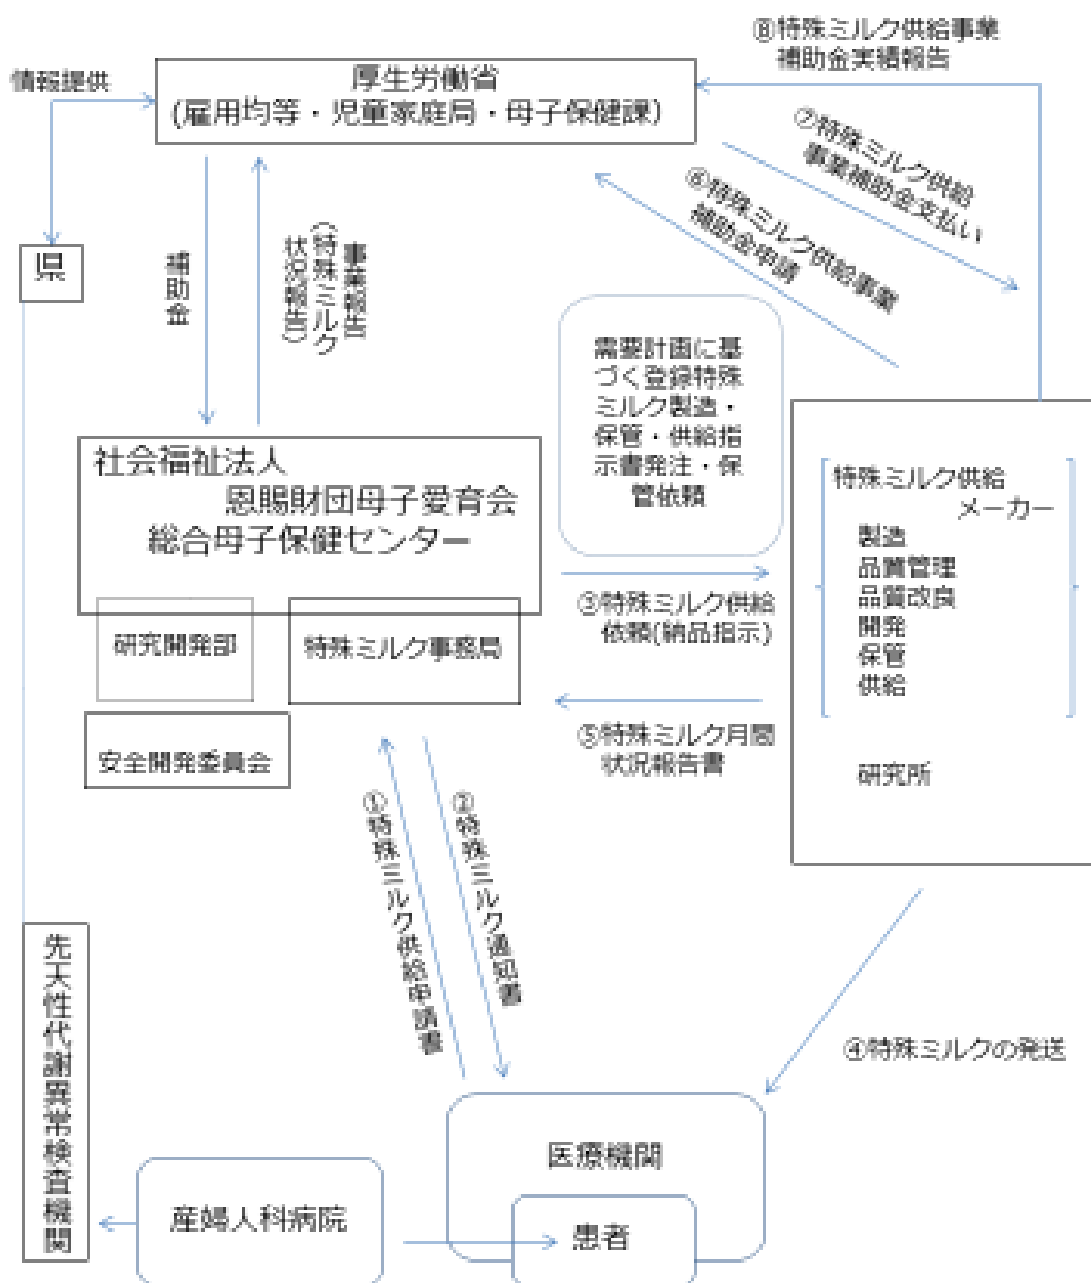 ⑧特殊ミルク供給事業
補助金実績報告
情報提供
厚生労働省
(雇用均等・児童家庭局・母子保健課)
⑦特殊ミルク供給
事業補助金支払い
⑥特殊ミルク供給事業
補助金申請
県
補助金
事業報告
(特殊ミルク
状況報告)
需要計画に基
づく登録特殊
ミルク製造・
保管・供給指
示書発注・保
管依頼
社会福祉法人
恩賜財団母子愛育会
総合母子保健センター
特殊ミルク供給
メーカー
製造
品質管理
品質改良
開発
保管
供給
研究所
③特殊ミルク供給
依頼(納品指示)
研究開発部
特殊ミルク事務局
安全開発委員会
⑤特殊ミルク月間
状況報告書
①特殊ミルク供給申請書
②特殊ミルク通知書
④特殊ミルクの発送
先天性代謝異常検査機関
医療機関
産婦人科病院
患者